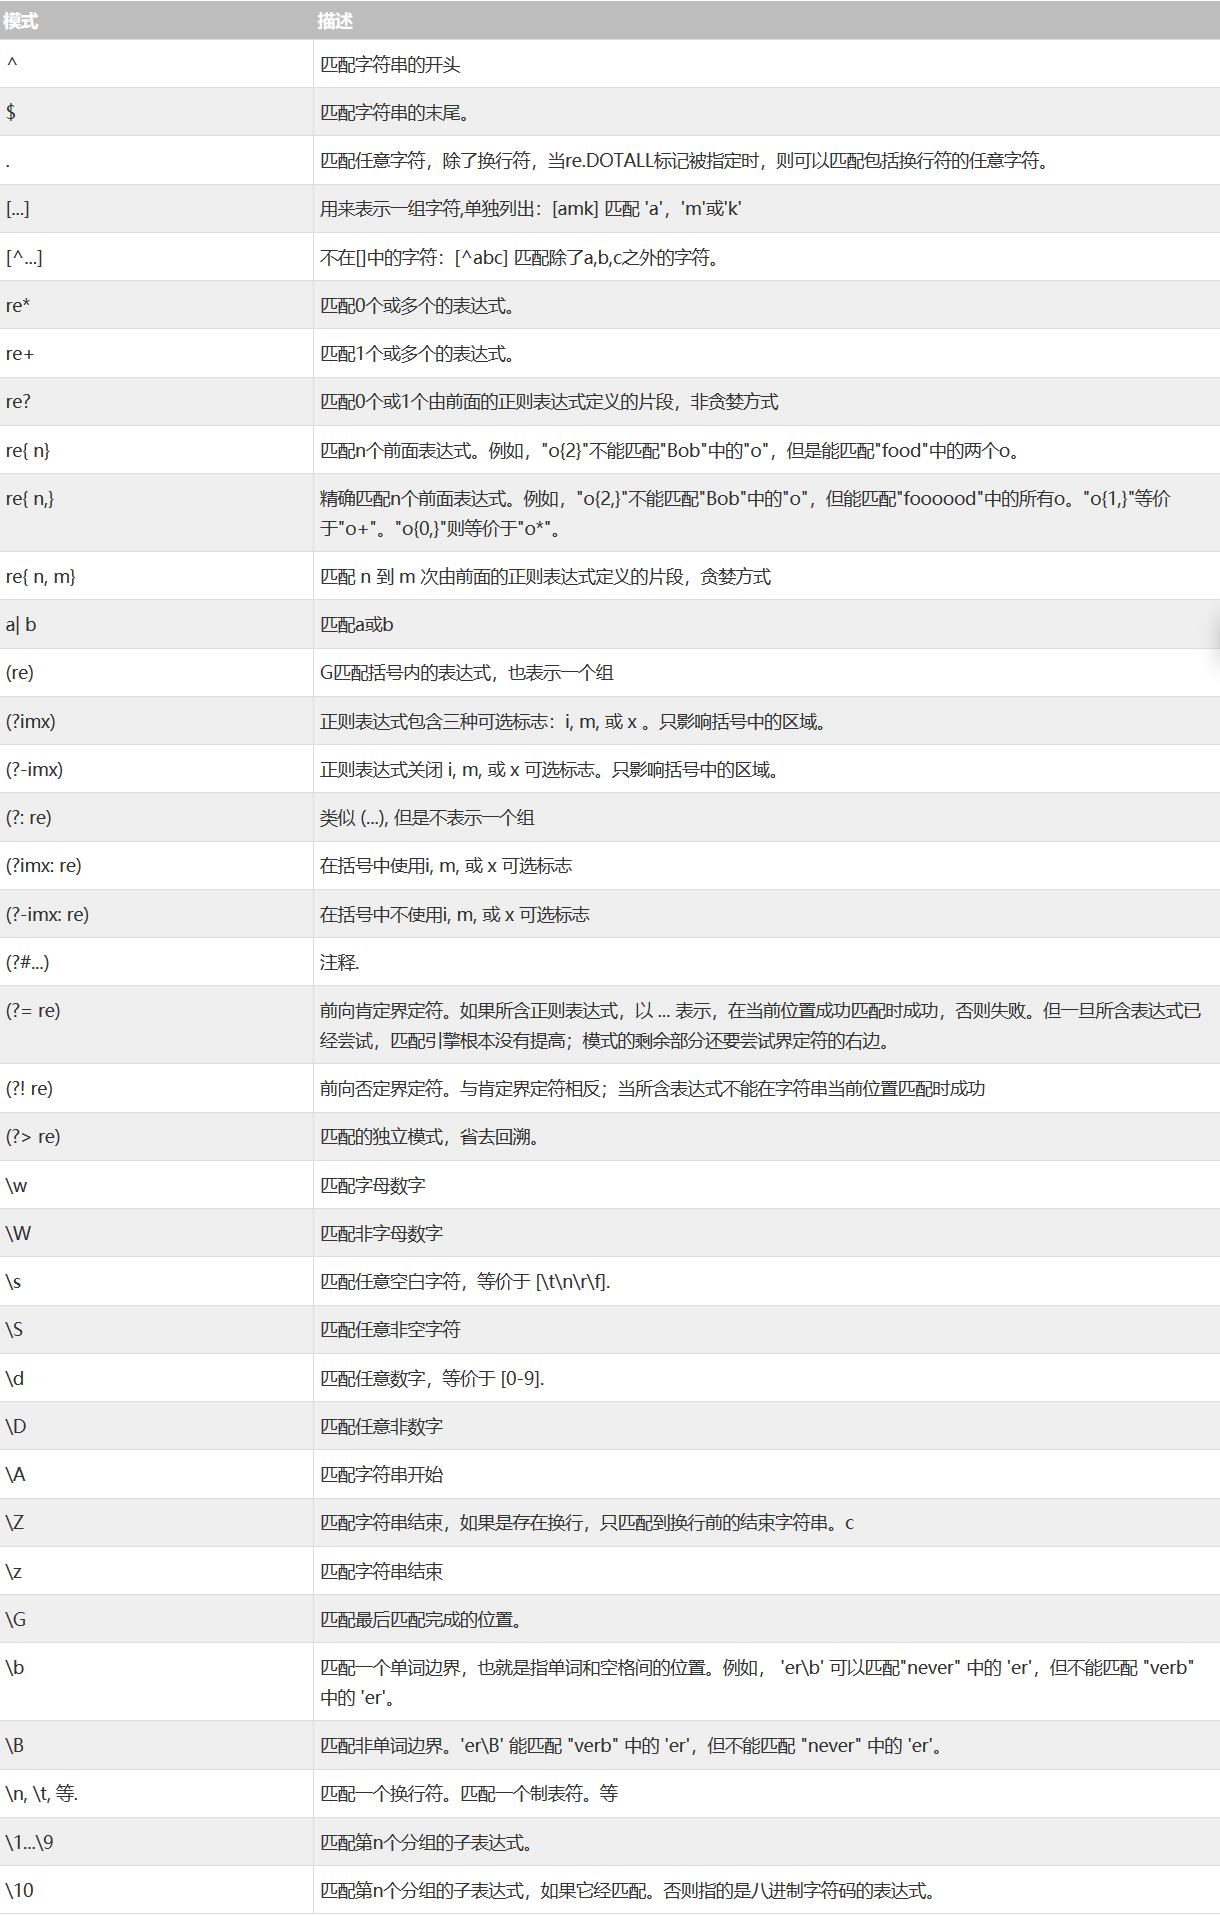 模式 描述
^ 匹配字符串的开头
$ 匹配字符串的末尾。
. 匹配任意字符，除了换行符，当re.DOTALL标记被指定时，则可以匹配包括换行符的任意字符。
[...] 用来表示一组字符,单独列出：[amk] 匹配 'a'，'m'或'k'
[^...] 不在[]中的字符：[^abc] 匹配除了a,b,c之外的字符。
re* 匹配0个或多个的表达式。
re+ 匹配1个或多个的表达式。
re? 匹配0个或1个由前面的正则表达式定义的片段，非贪婪方式
re{ n} 匹配n个前面表达式。例如，"o{2}"不能匹配"Bob"中的"o"，但是能匹配"food"中的两个o。
re{ n,} 精确匹配n个前面表达式。例如，"o{2,}"不能匹配"Bob"中的"o"，但能匹配"foooood"中的所有o。"o{1,}"等价
于"o+"。"o{0,}"则等价于"o*"。
re{ n, m} 匹配 n 到 m 次由前面的正则表达式定义的片段，贪婪方式
a| b 匹配a或b
(re) G匹配括号内的表达式，也表示一个组
(?imx) 正则表达式包含三种可选标志：i, m, 或 x 。只影响括号中的区域。
(?-imx) 正则表达式关闭 i, m, 或 x 可选标志。只影响括号中的区域。
(?: re) 类似 (...), 但是不表示一个组
(?imx: re) 在括号中使用i, m, 或 x 可选标志
(?-imx: re) 在括号中不使用i, m, 或 x 可选标志
(?#...) 注释.
(?= re) 前向肯定界定符。如果所含正则表达式，以 ... 表示，在当前位置成功匹配时成功，否则失败。但一旦所含表达式已
经尝试，匹配引擎根本没有提高；模式的剩余部分还要尝试界定符的右边。
(?! re) 前向否定界定符。与肯定界定符相反；当所含表达式不能在字符串当前位置匹配时成功
(?> re) 匹配的独立模式，省去回溯。
\w 匹配字母数字
\W 匹配非字母数字
\s 匹配任意空白字符，等价于 [\t\n\r\f].
\S 匹配任意非空字符
\d 匹配任意数字，等价于 [0-9].
\D 匹配任意非数字
\A 匹配字符串开始
\Z 匹配字符串结束，如果是存在换行，只匹配到换行前的结束字符串。c
\z 匹配字符串结束
\G 匹配最后匹配完成的位置。
\b 匹配一个单词边界，也就是指单词和空格间的位置。例如， 'er\b' 可以匹配"never" 中的 'er'，但不能匹配 "verb"
中的 'er'。
\B 匹配非单词边界。'er\B' 能匹配 "verb" 中的 'er'，但不能匹配 "never" 中的 'er'。
\n, \t, 等. 匹配一个换行符。匹配一个制表符。等
\1...\9 匹配第n个分组的子表达式。
\10 匹配第n个分组的子表达式，如果它经匹配。否则指的是八进制字符码的表达式。